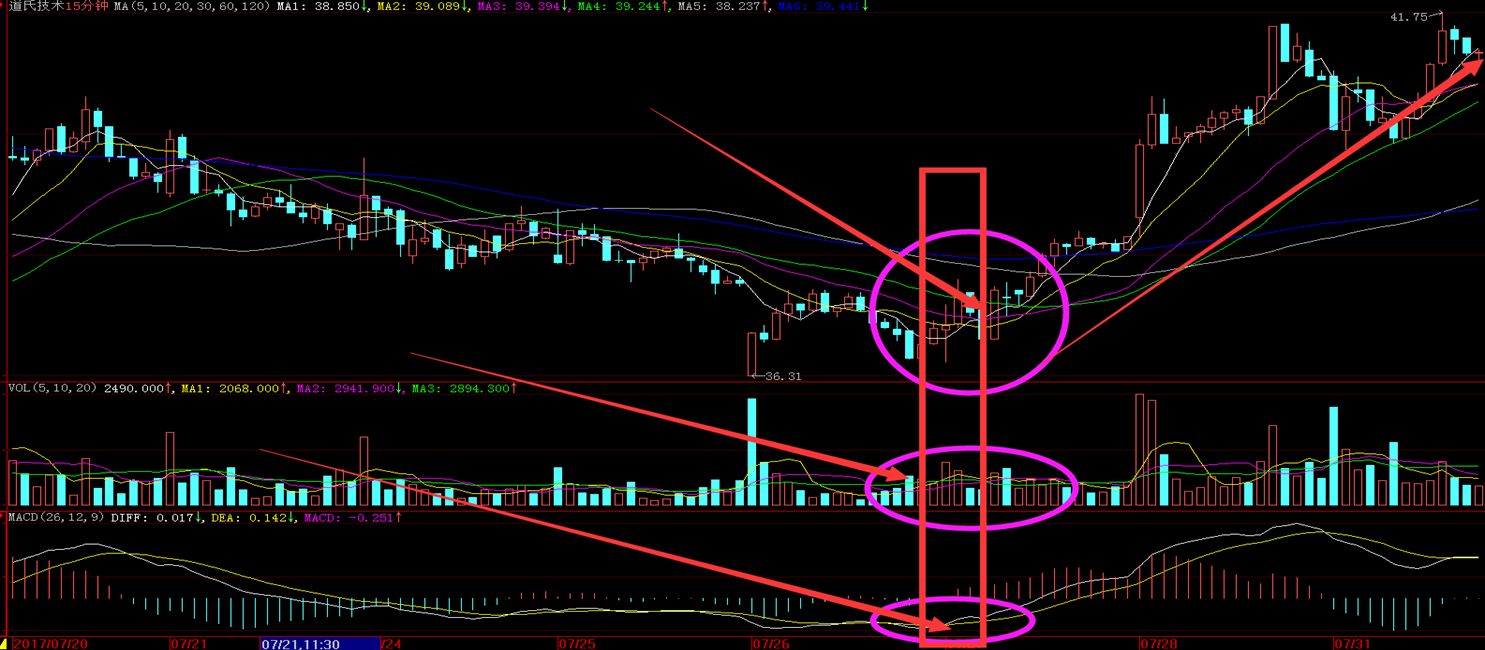 道氏技术15分钟 MA(5,10,20,30,60,120) MA1: 38.850↓, MA2: 39.089↓, MA3: 39.394↓, MA4: 39.244↑, MA5: 38.237↑, MA6: 39.441↓
41.75
36.31
VOL(5,10,20) 2490.000↑, MA1: 2068.000↑, MA2: 2941.900↓, MA3: 2894.300↑
MACD(26,12,9) DIFF: 0.017↓, DEA: 0.142↓, MACD: -0.251↑
2017/07/20 07/21 07/21,11:30 /24 07/25 07/26 07/28 07/31